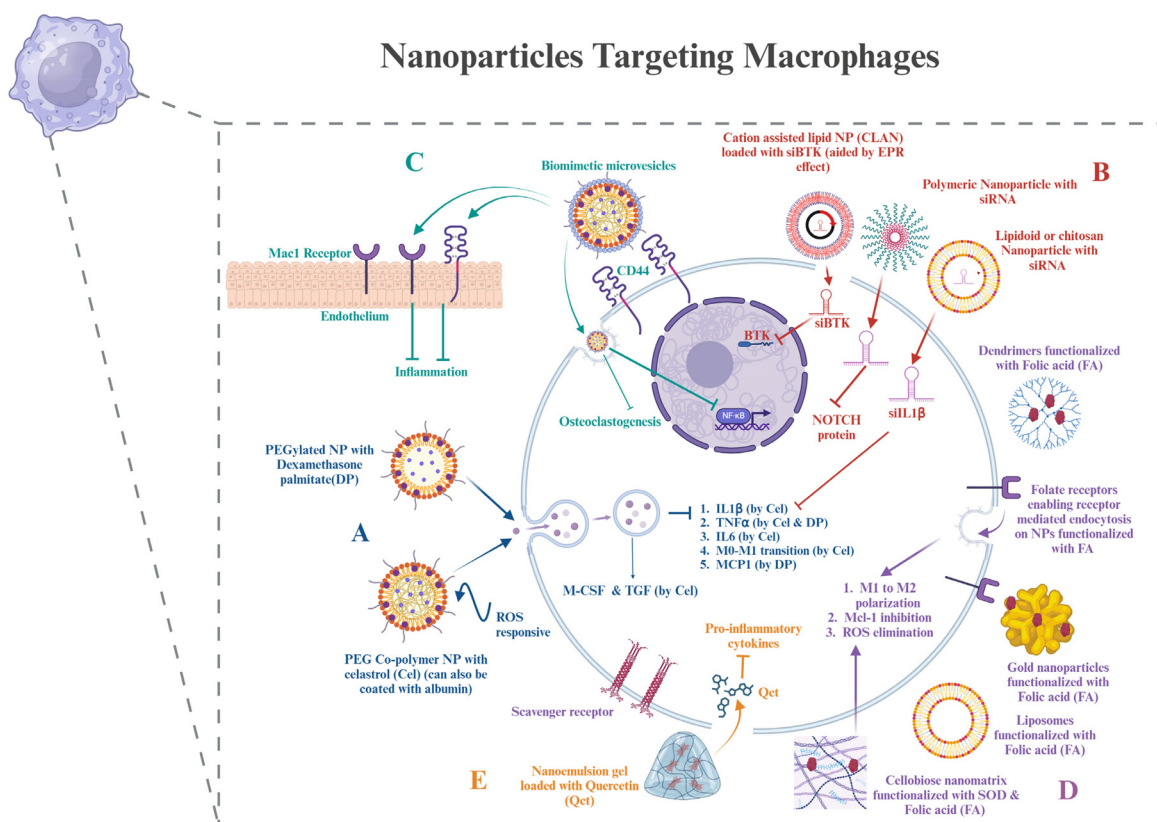 Nanoparticles Targeting Macrophages
C
Biomimetic microvesicles
Mac1 Receptor
CD44
Endothelium
Inflammation
Osteoclastogenesis
Cation assisted lipid NP (CLAN)
loaded with siBTK (aided by EPR
effect)
B
Polymeric Nanoparticle with
siRNA
Lipidoid or chitosan
Nanoparticle with
siRNA
siBTK
BTK
NF-κB
NOTCH
protein
siIL1β
Dendrimers functionalized
with Folic acid (FA)
PEGylated NP with
Dexamethasone
palmitate(DP)
A
ROS
responsive
PEG Co-polymer NP with
celastrol (Cel) (can also be
coated with albumin)
1. IL1β (by Cel)
2. TNFα (by Cel & DP)
3. IL6 (by Cel)
4. M0-M1 transition (by Cel)
5. MCP1 (by DP)
M-CSF & TGF (by Cel)
Folate receptors
enabling receptor
mediated endocytosis
on NPs functionalized
with FA
1. M1 to M2
polarization
2. Mcl-1 inhibition
3. ROS elimination
Gold nanoparticles
functionalized with
Folic acid (FA)
Liposomes
functionalized with
Folic acid (FA)
Cellobiose nanomatrix
functionalized with SOD &
Folic acid (FA)
D
Pro-inflammatory
cytokines
Qct
Scavenger receptor
E
Nanoemulsion gel
loaded with Quercetin
(Qct)